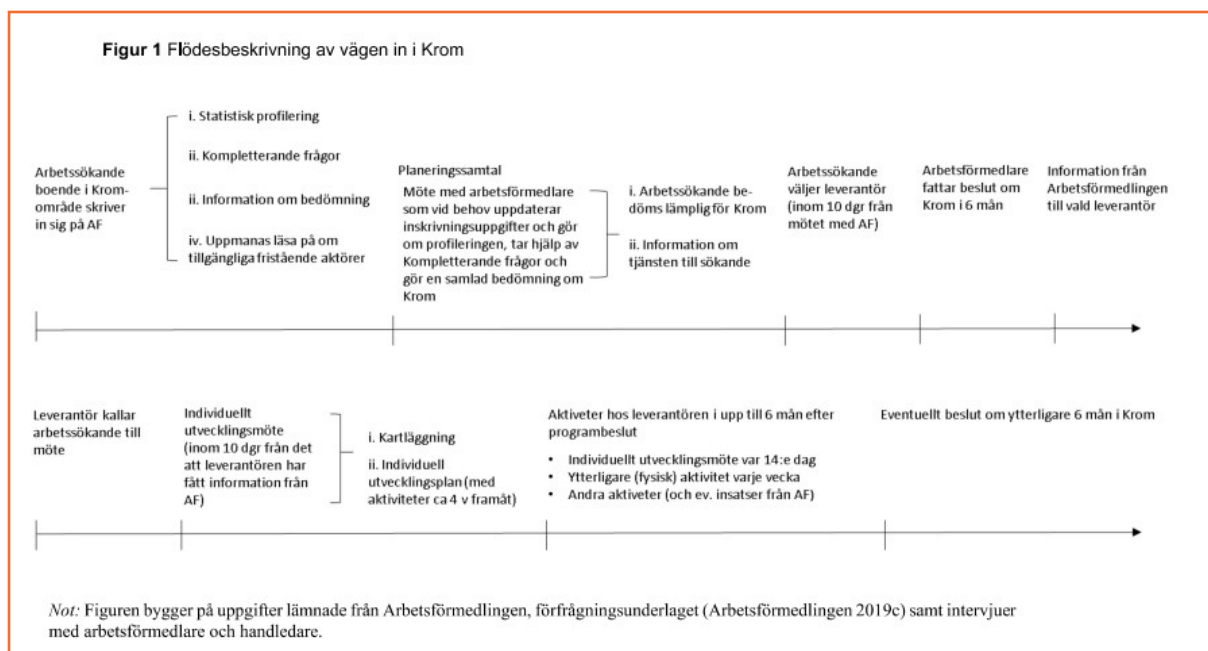 Figur 1 Flödesbeskrivning av vägen in i Krom
Arbetssökande
boende i Krom-
område skriver
in sig på AF
i. Statistisk profilering
ii. Kompletterande frågor
ii. Information om bedömning
iv. Uppmanas läsa på om
tillgängliga fristående aktörer
Planeringssamtal
Möte med arbetsförmedlare
som vid behov uppdaterar
inskrivningsuppgifter och gör
om profileringen, tar hjälp av
Kompletterande frågor och
gör en samlad bedömning om
Krom
i. Arbetssökande be-
döms lämplig för Krom
ii. Information om
tjänsten till sökande
Arbetssökande
väljer leverantör
(inom 10 dgr från
mötet med AF)
Arbetsförmedlare
fattar beslut om
Krom i 6 mån
Information från
Arbetsförmedlingen
till vald leverantör
Leverantör kallar
arbetssökande till
möte
Individuellt
utvecklingsmöte
(inom 10 dgr från det
att leverantören har
fått information från
AF)
i. Kartläggning
ii. Individuell
utvecklingsplan (med
aktiviteter ca 4 v framåt)
Aktiveter hos leverantören i upp till 6 mån efter
programbeslut
• Individuellt utvecklingsmöte var 14:e dag
• Ytterligare (fysisk) aktivitet varje vecka
• Andra aktiveter (och ev. insatser från AF)
Eventuellt beslut om ytterligare 6 mån i Krom
Not: Figuren bygger på uppgifter lämnade från Arbetsförmedlingen, förfrågningsunderlaget (Arbetsförmedlingen 2019c) samt intervjuer
med arbetsförmedlare och handledare.